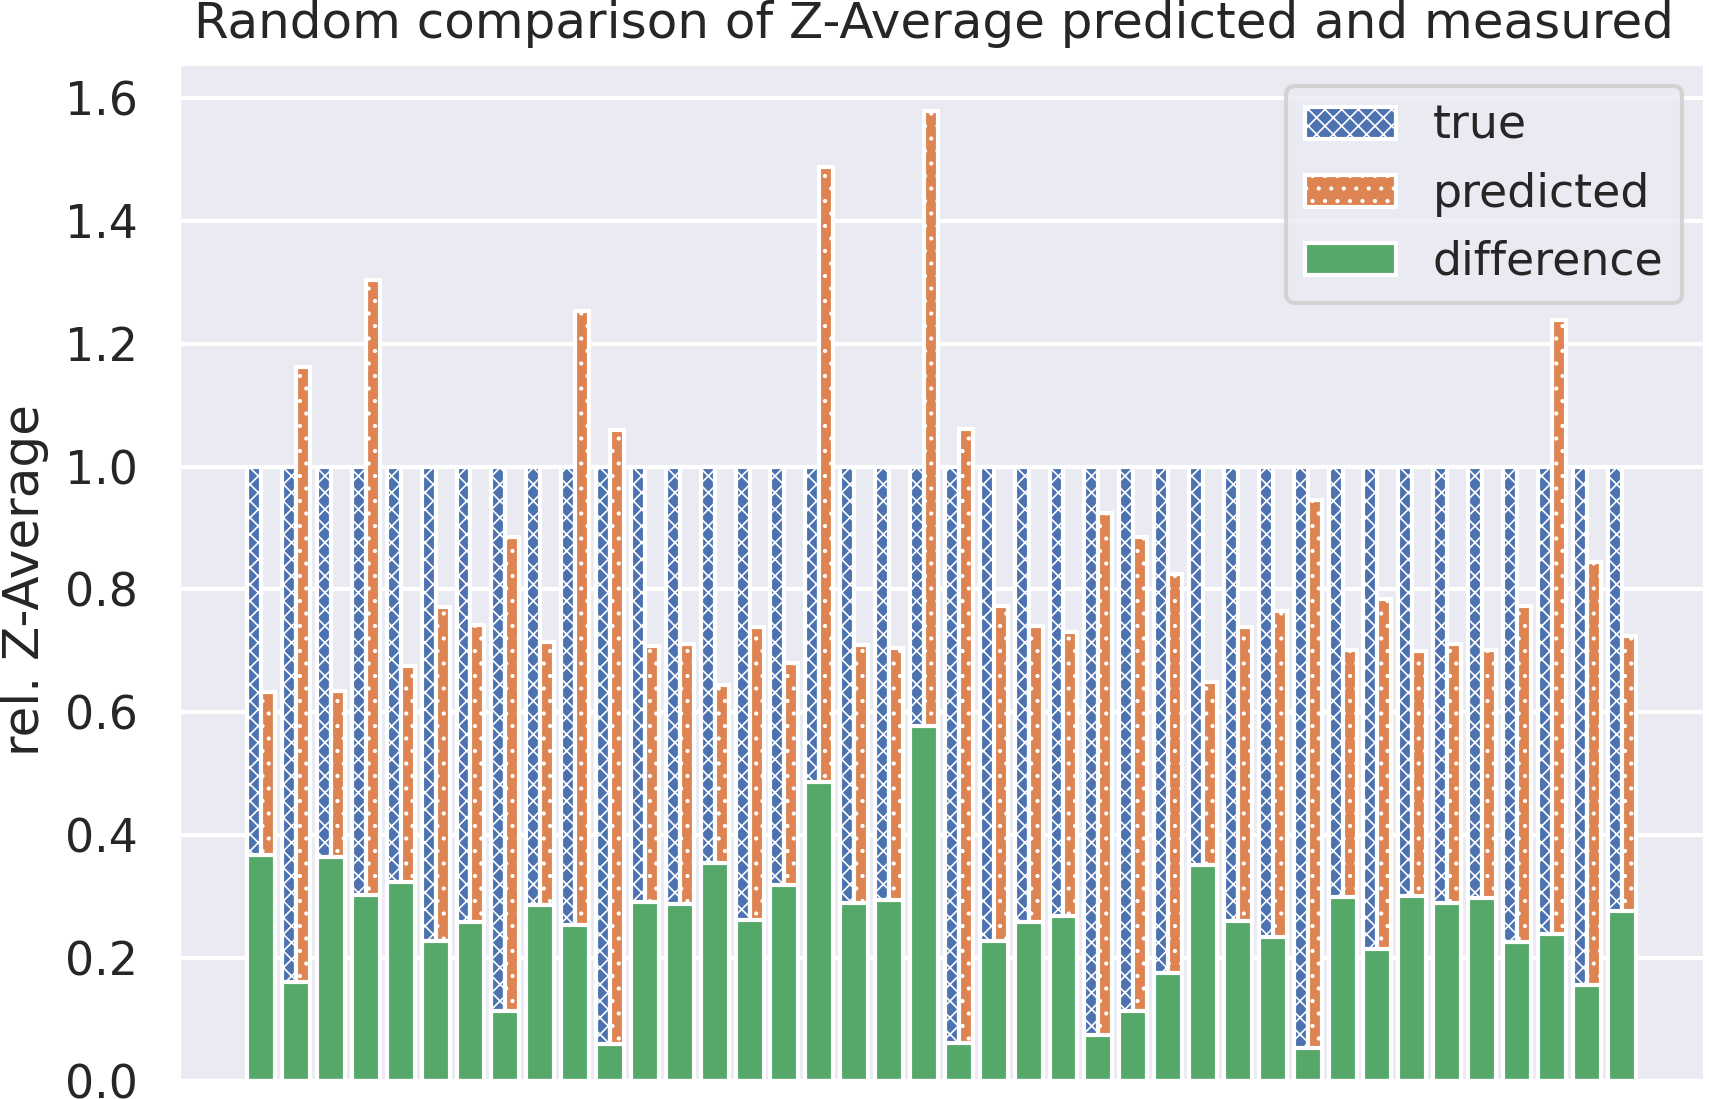 Random comparison of Z-Average predicted and measured
rel. Z-Average
1.6
1.4
1.2
1.0
0.8
0.6
0.4
0.2
0.0
true
predicted
difference